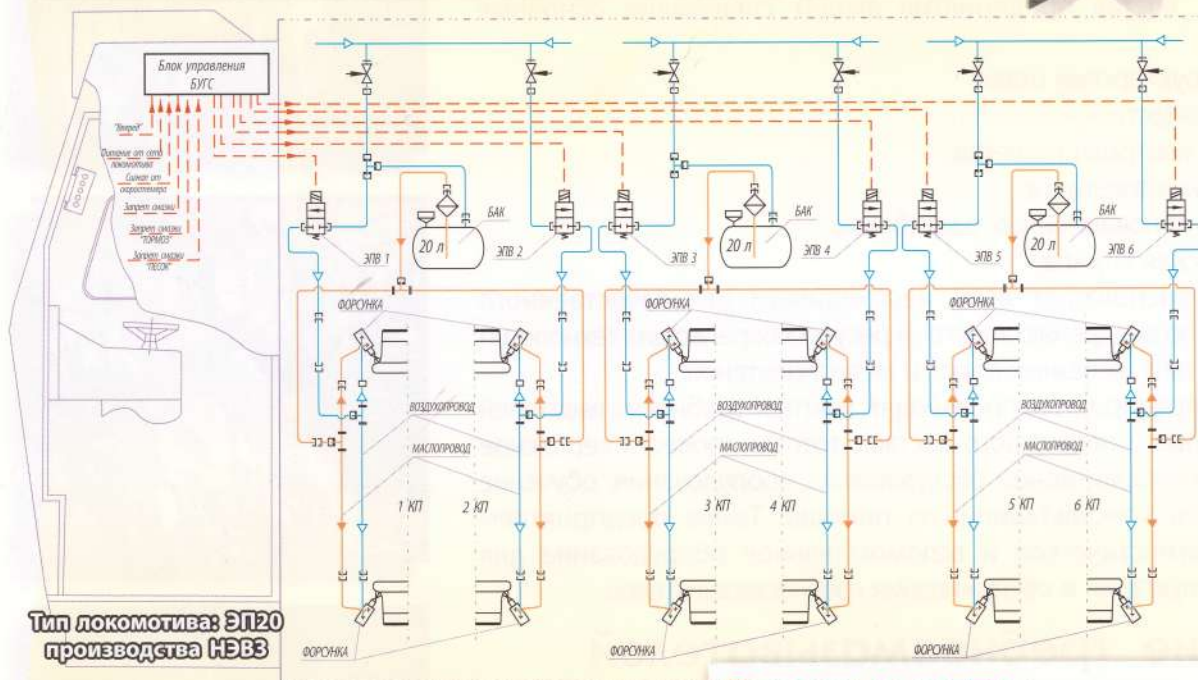 Блок управления
БУГС
"Вперед"
Питание от сети
локомотива
Сигнал от
скоростемера
Запрет смазки
Запрет смазки
"ТОРМОЗ"
Запрет смазки
"ПЕСОК"
20 л
БАК
ЭПВ 1
ЭПВ 2
20 л
БАК
ЭПВ 3
ЭПВ 4
20 л
БАК
ЭПВ 5
ЭПВ 6
ФОРСУНКА
ФОРСУНКА
ФОРСУНКА
ВОЗДУХОПРОВОД
ВОЗДУХОПРОВОД
ВОЗДУХОПРОВОД
МАСЛОПРОВОД
МАСЛОПРОВОД
МАСЛОПРОВОД
1 КП
2 КП
3 КП
4 КП
5 КП
6 КП
ФОРСУНКА
ФОРСУНКА
ФОРСУНКА
Тип локомотива: ЭП20
производства НЭВЗ